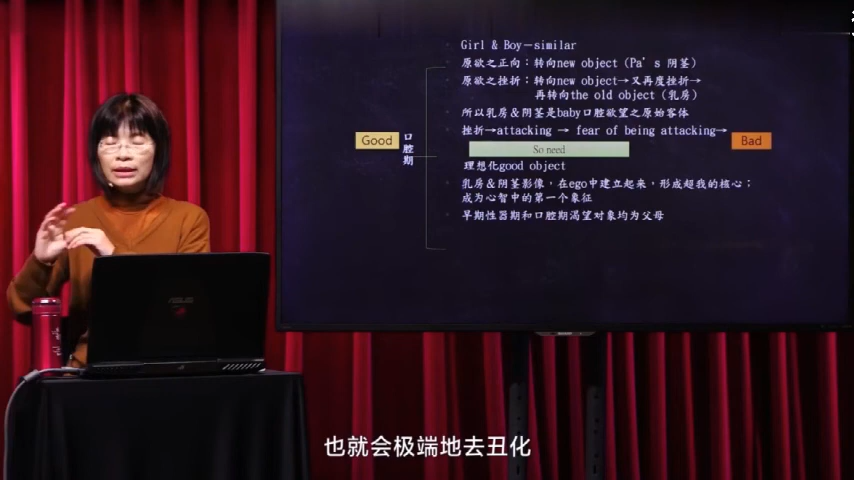 Girl & Boy-similar
原欲之正向：转向new object（Pa's 阴茎）
原欲之挫折：转向new object→又再度挫折→
再转向the old object（乳房）
所以乳房&阴茎是baby口腔欲望之原始客体
挫折→attacking → fear of being attacking→
Good
口腔期
Bad
So need
理想化good object
乳房&阴茎影像，在ego中建立起来，形成超我的核心；
成为心智中的第一个象征
早期性器期和口腔期渴望对象均为父母
ASUS
也就会极端地去丑化